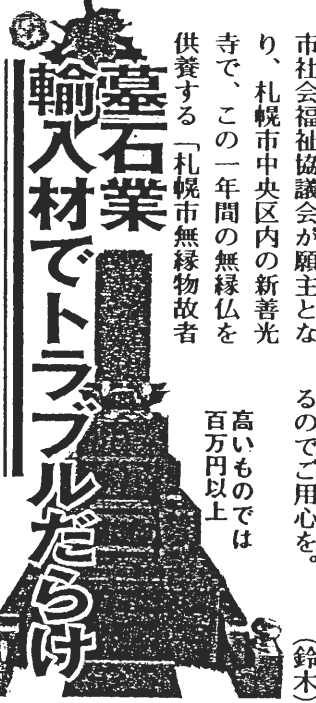 市社会福祉協議会が願主とな
り、札幌市中央区内の新善光
寺で、この一年間の無縁仏を
供養する「札幌市無縁物故者
るのでご用心を。
(鈴木)
高いものでは
百万円以上
墓石業
輸入材でトラブルだらけ